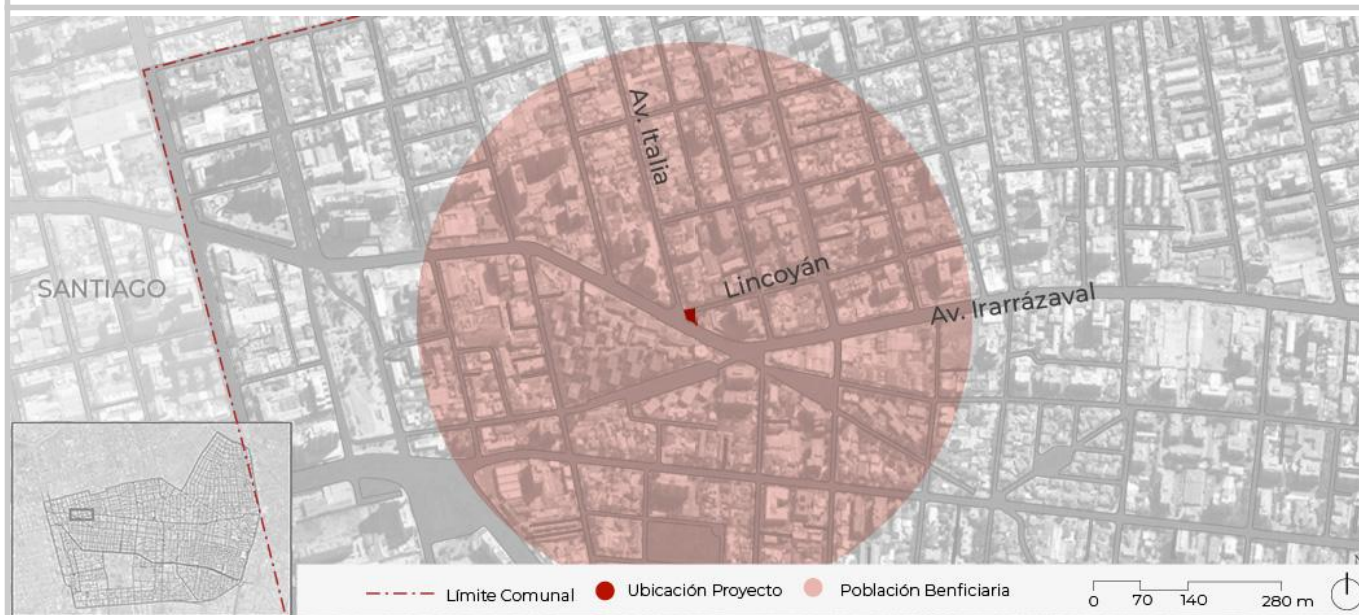 Av. Italia
Lincoyán
SANTIAGO
Av. Irarrázaval
Límite Comunal
Ubicación Proyecto
Población Benficiaria
0 70 140 280 m
N